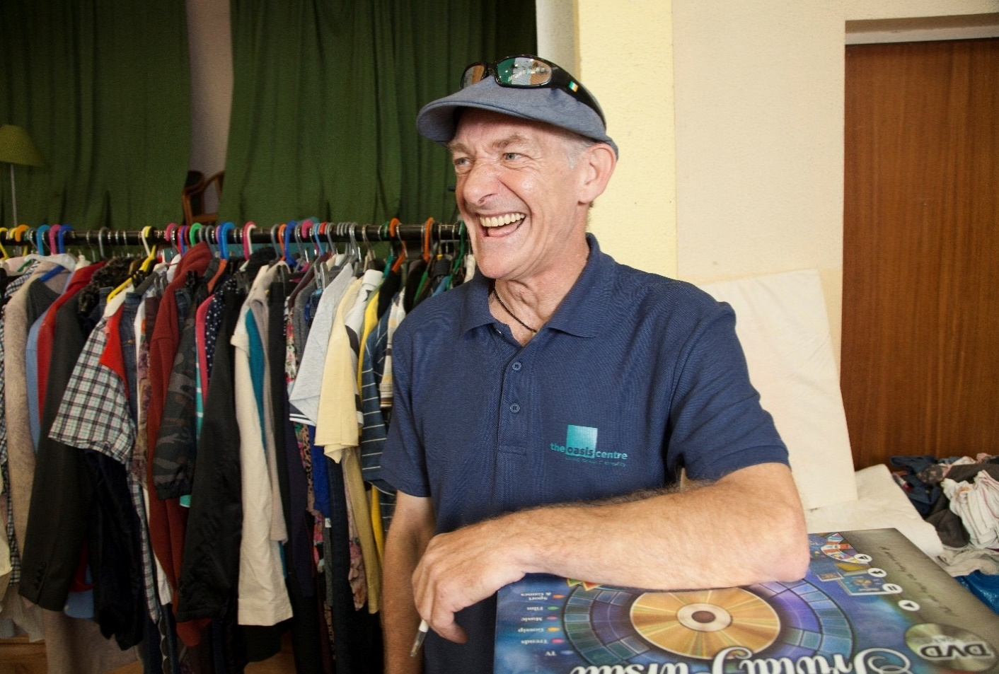 the oasis centre
Sport
& Games
Film
Music
Gossip
Trends
TV
Trivial Pursuit
DVD